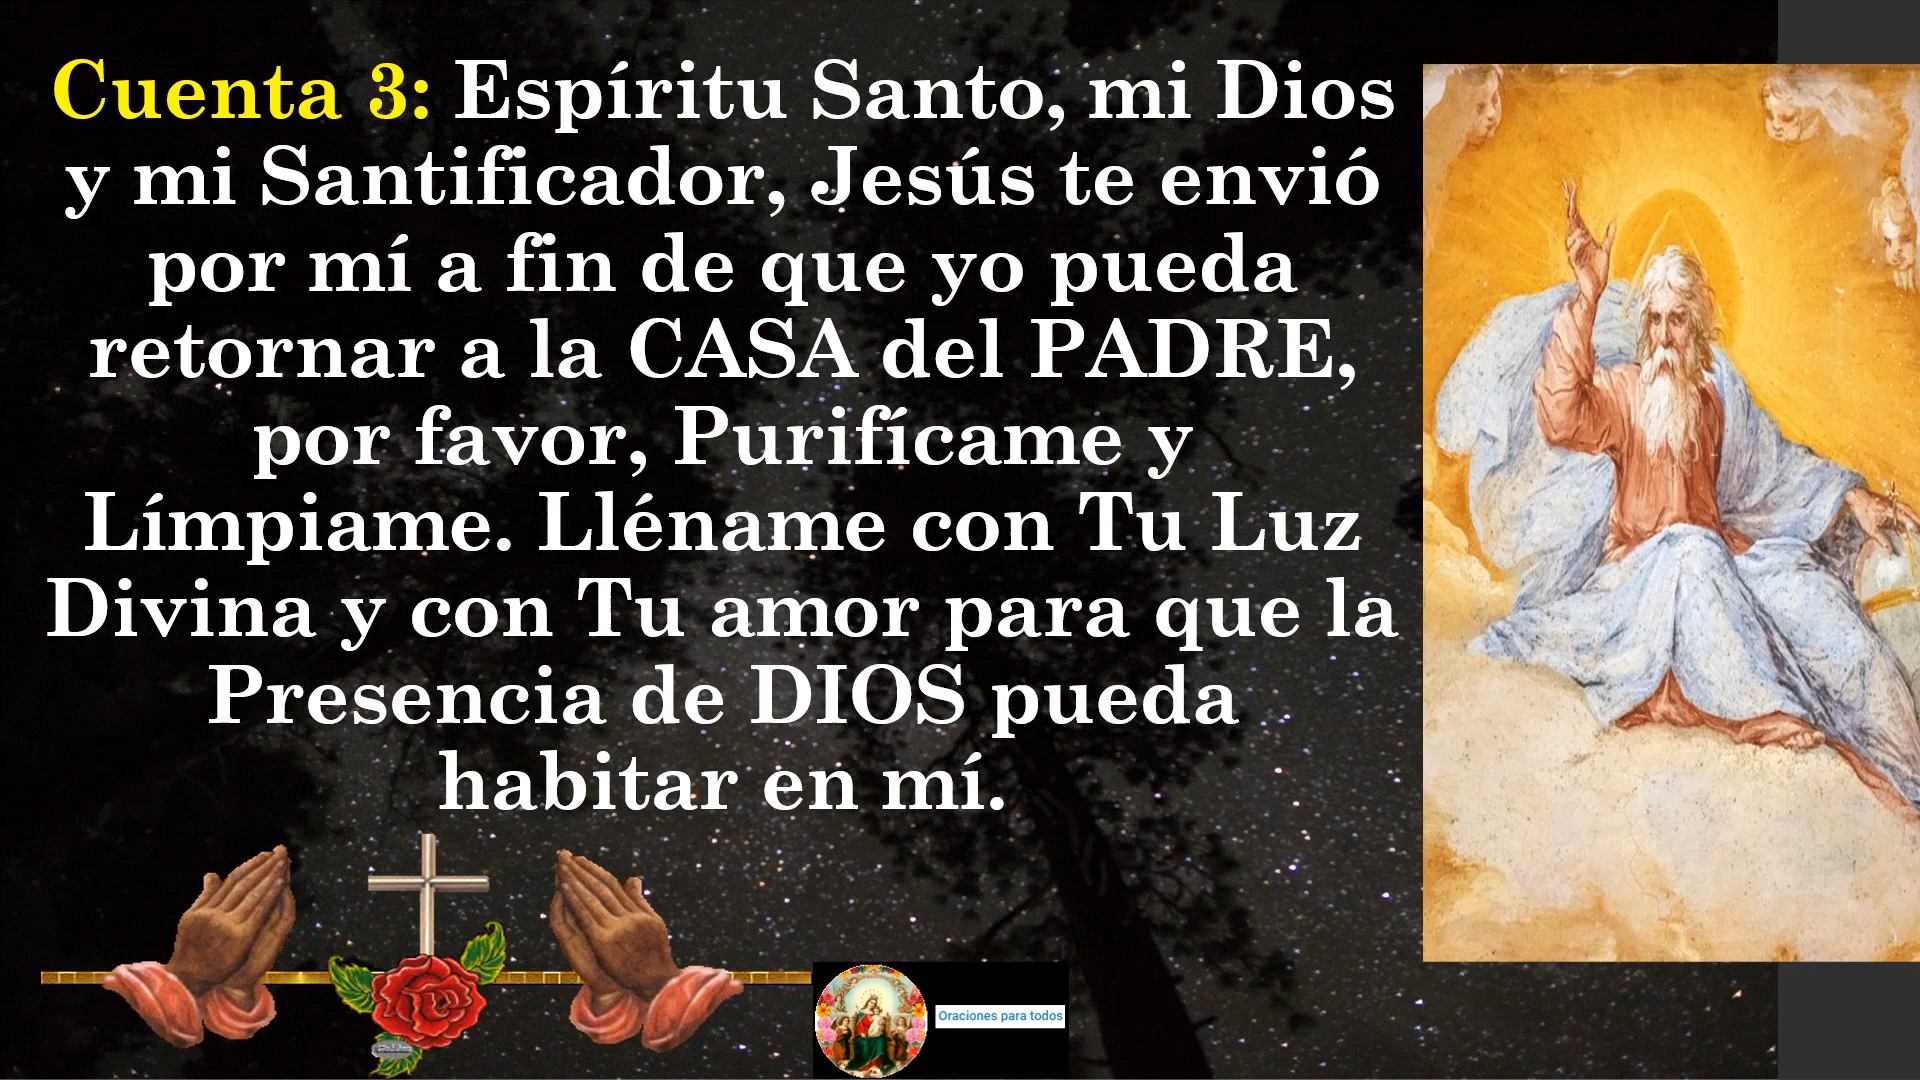 Cuenta 3: Espíritu Santo, mi Dios
y mi Santificador, Jesús te envió
por mí a fin de que yo pueda
retornar a la CASA del PADRE,
por favor, Purifícame y
Límpiame. Lléname con Tu Luz
Divina y con Tu amor para que la
Presencia de DIOS pueda
habitar en mí.
Oraciones para todos